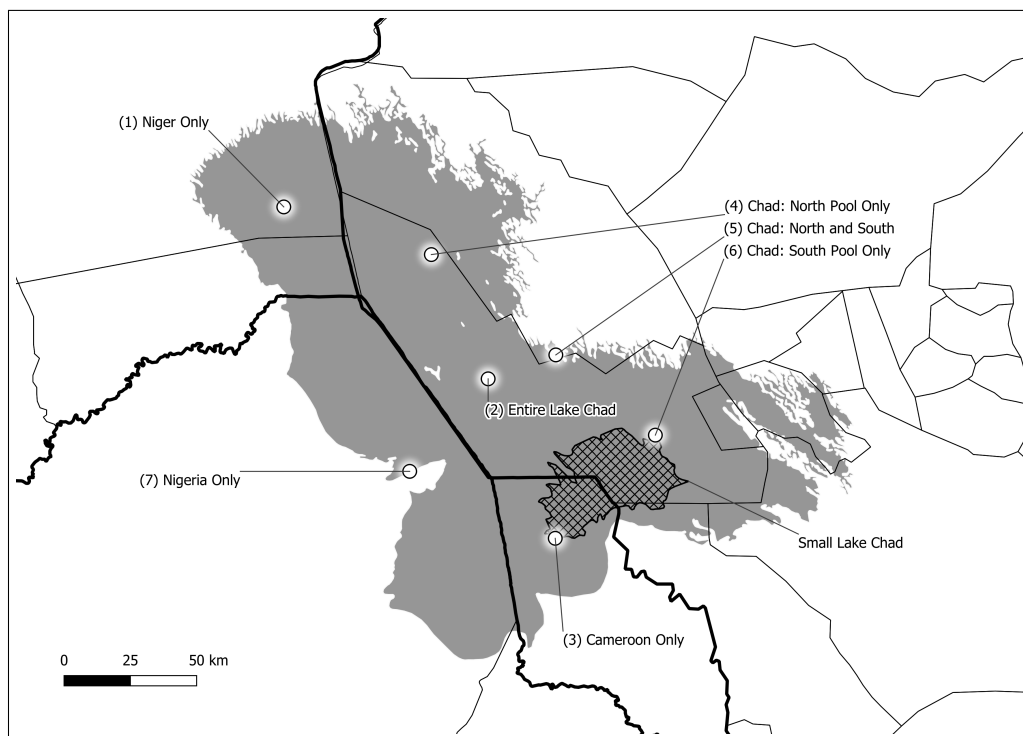 (1) Niger Only
(4) Chad: North Pool Only
(5) Chad: North and South
(6) Chad: South Pool Only
(2) Entire Lake Chad
(7) Nigeria Only
Small Lake Chad
(3) Cameroon Only
0 25 50 km